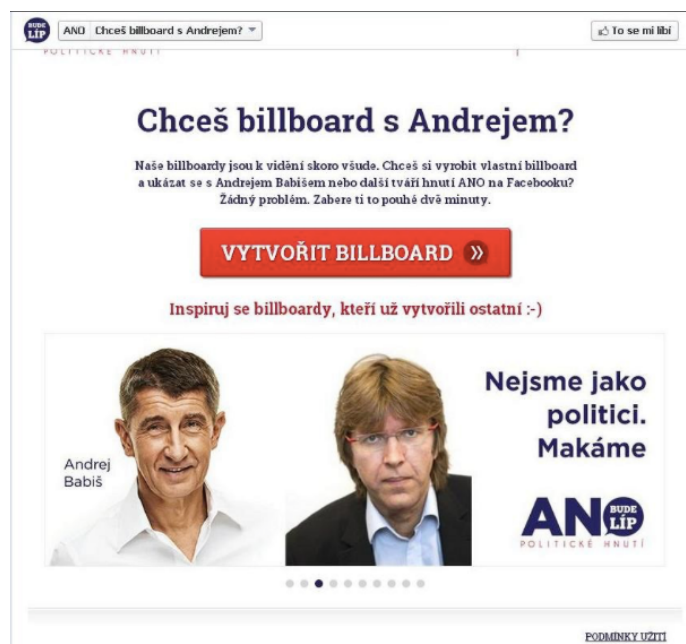 BUDE
LÍP
ANO Chceš billboard s Andrejem?
To se mi líbí
POLITICKÉ HNUTÍ
Chceš billboard s Andrejem?
Naše billboardy jsou k vidění skoro všude. Chceš si vyrobit vlastní billboard
a ukázat se s Andrejem Babišem nebo další tváří hnutí ANO na Facebooku?
Žádný problém. Zabere ti to pouhé dvě minuty.
VYTVOŘIT BILLBOARD »
Inspiruj se billboardy, kteří už vytvořili ostatní :-)
Andrej
Babiš
Nejsme jako
politici.
Makáme
ANO
BUDE
LÍP
POLITICKÉ HNUTÍ
PODMÍNKY UŽITÍ